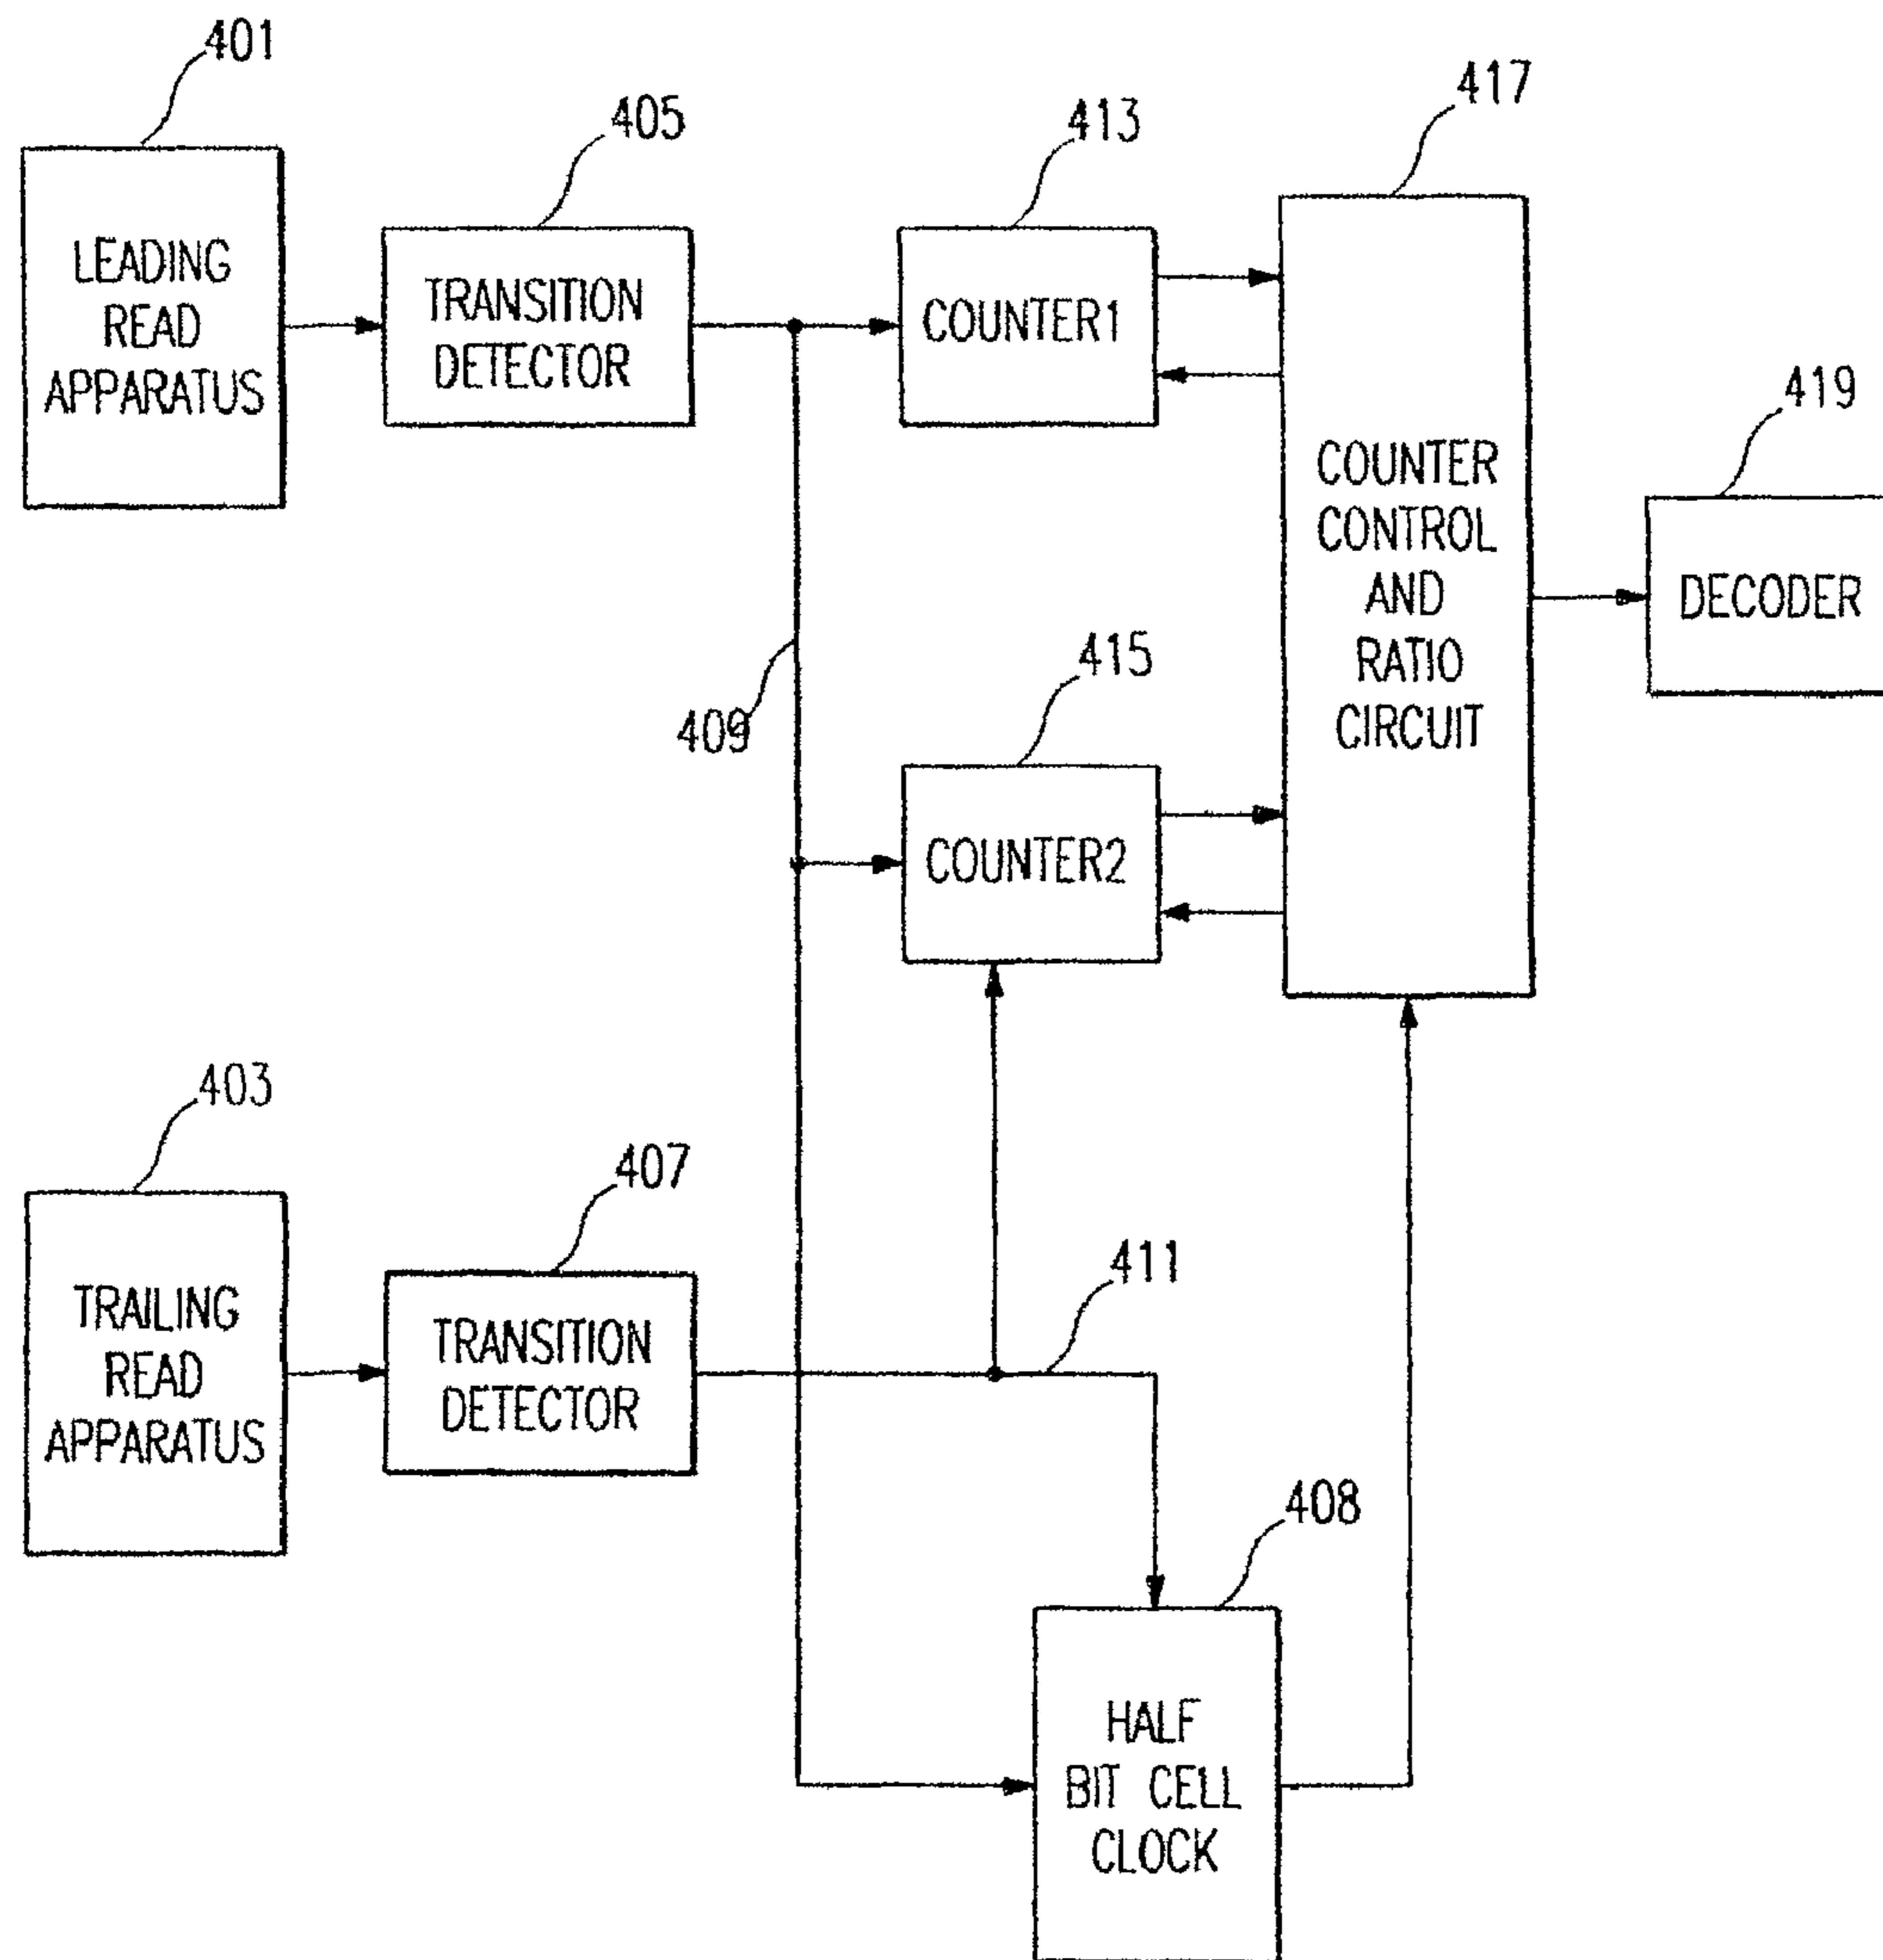 401
405
413
417
LEADING
READ
APPARATUS
TRANSITION
DETECTOR
COUNTER1
COUNTER
CONTROL
AND
RATIO
CIRCUIT
419
DECODER
409
415
COUNTER2
403
407
411
TRAILING
READ
APPARATUS
TRANSITION
DETECTOR
408
HALF
BIT CELL
CLOCK